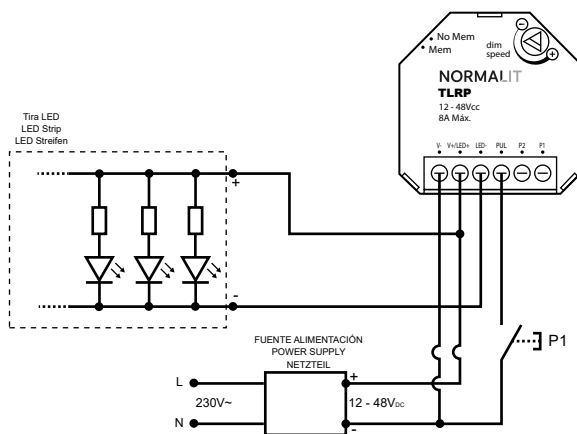 No Mem
Mem
dim
speed
-
+
NORMALIT
TLRP
12 - 48Vcc
8A Máx.
V- V+/LED+ LED- PUL P2 P1
Tira LED
LED Strip
LED Streifen
+
-
P1
FUENTE ALIMENTACIÓN
POWER SUPPLY
NETZTEIL
L
230V~
N
+
12 - 48VDC
-